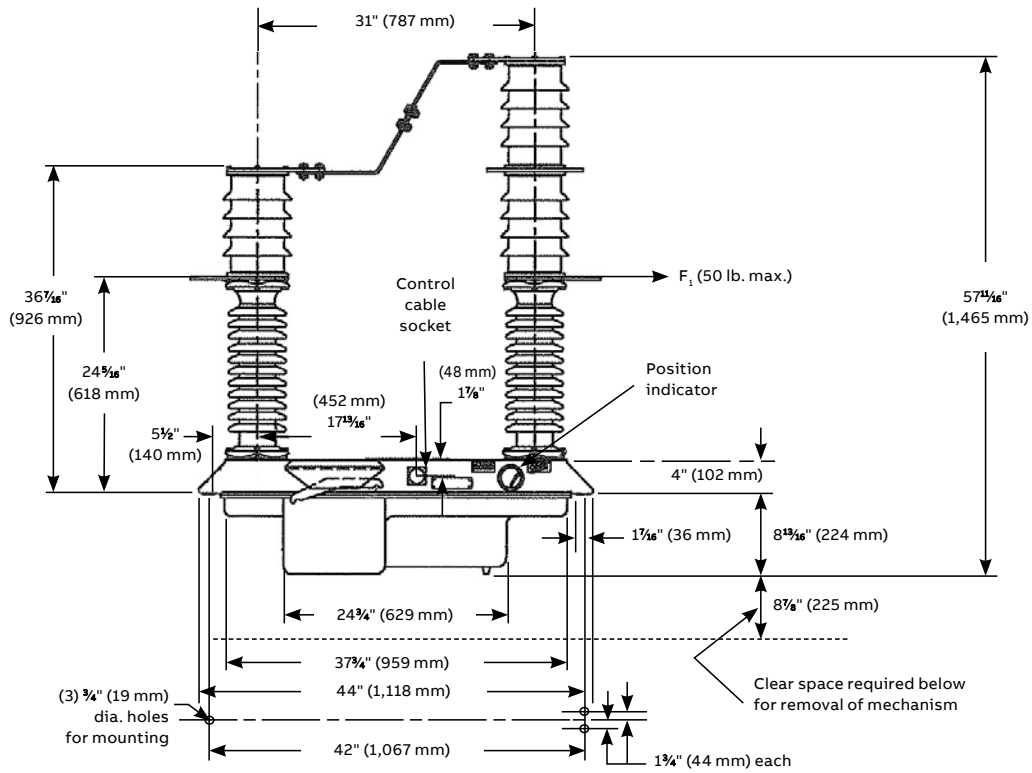 31" (787 mm)
F₁ (50 lb. max.)
Control
cable
socket
36⁷⁄₁₆"
(926 mm)
57¹¹⁄₁₆"
(1,465 mm)
24⁵⁄₁₆"
(618 mm)
(48 mm)
1⁷⁄₈"
Position
indicator
(452 mm)
17¹³⁄₁₆"
5¹⁄₂"
(140 mm)
4" (102 mm)
1⁷⁄₁₆" (36 mm)
8¹³⁄₁₆" (224 mm)
24³⁄₄" (629 mm)
8⁷⁄₈" (225 mm)
37³⁄₄" (959 mm)
44" (1,118 mm)
Clear space required below
for removal of mechanism
(3) ³⁄₄" (19 mm)
dia. holes
for mounting
42" (1,067 mm)
1³⁄₄" (44 mm) each